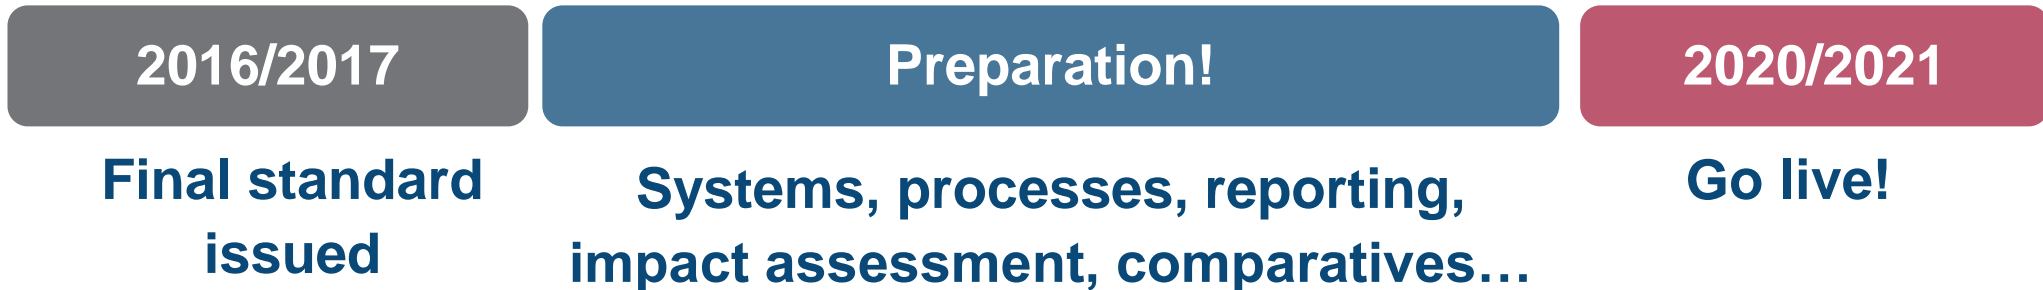 2016/2017
Final standard
issued
Preparation!
Systems, processes, reporting,
impact assessment, comparatives…
2020/2021
Go live!